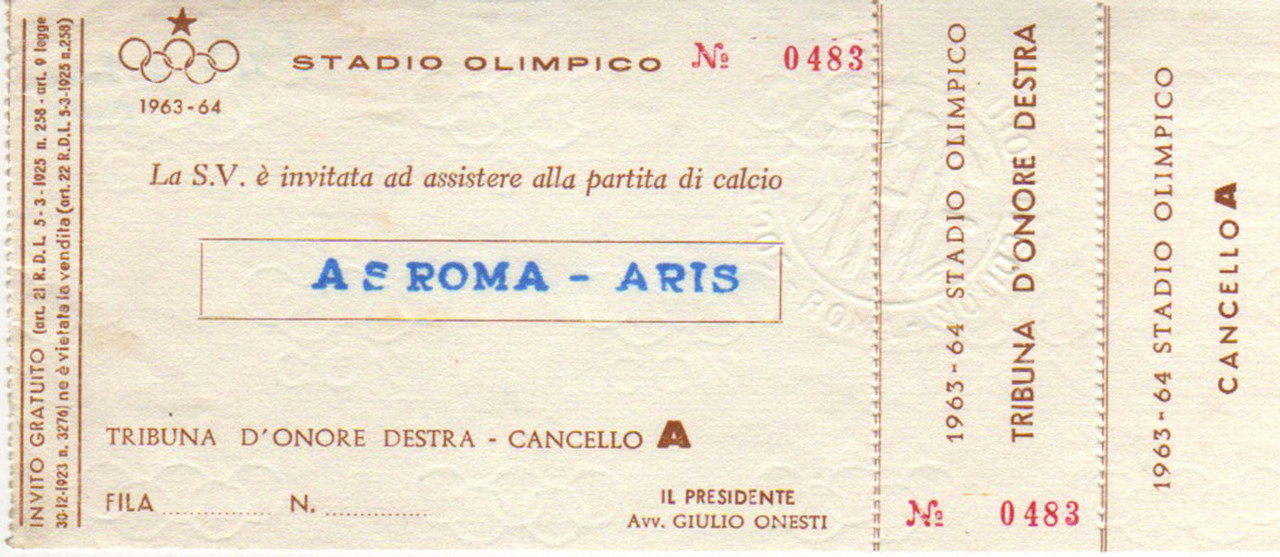 INVITO GRATUITO (art. 21 R.D.L. 5-3-1925 n. 258 - art. 9 legge
30-12-1923 n. 3276) ne è vietata la vendita (art. 22 R.D.L. 5-3-1925 n. 258)
1963-64
STADIO OLIMPICO № 0483
La S.V. è invitata ad assistere alla partita di calcio
AS ROMA - ARIS
TRIBUNA D'ONORE DESTRA - CANCELLO A
FILA ............ N. ............
IL PRESIDENTE
Avv. GIULIO ONESTI
1963-64 STADIO OLIMPICO
TRIBUNA D'ONORE DESTRA
№ 0483
1963-64 STADIO OLIMPICO
CANCELLO A